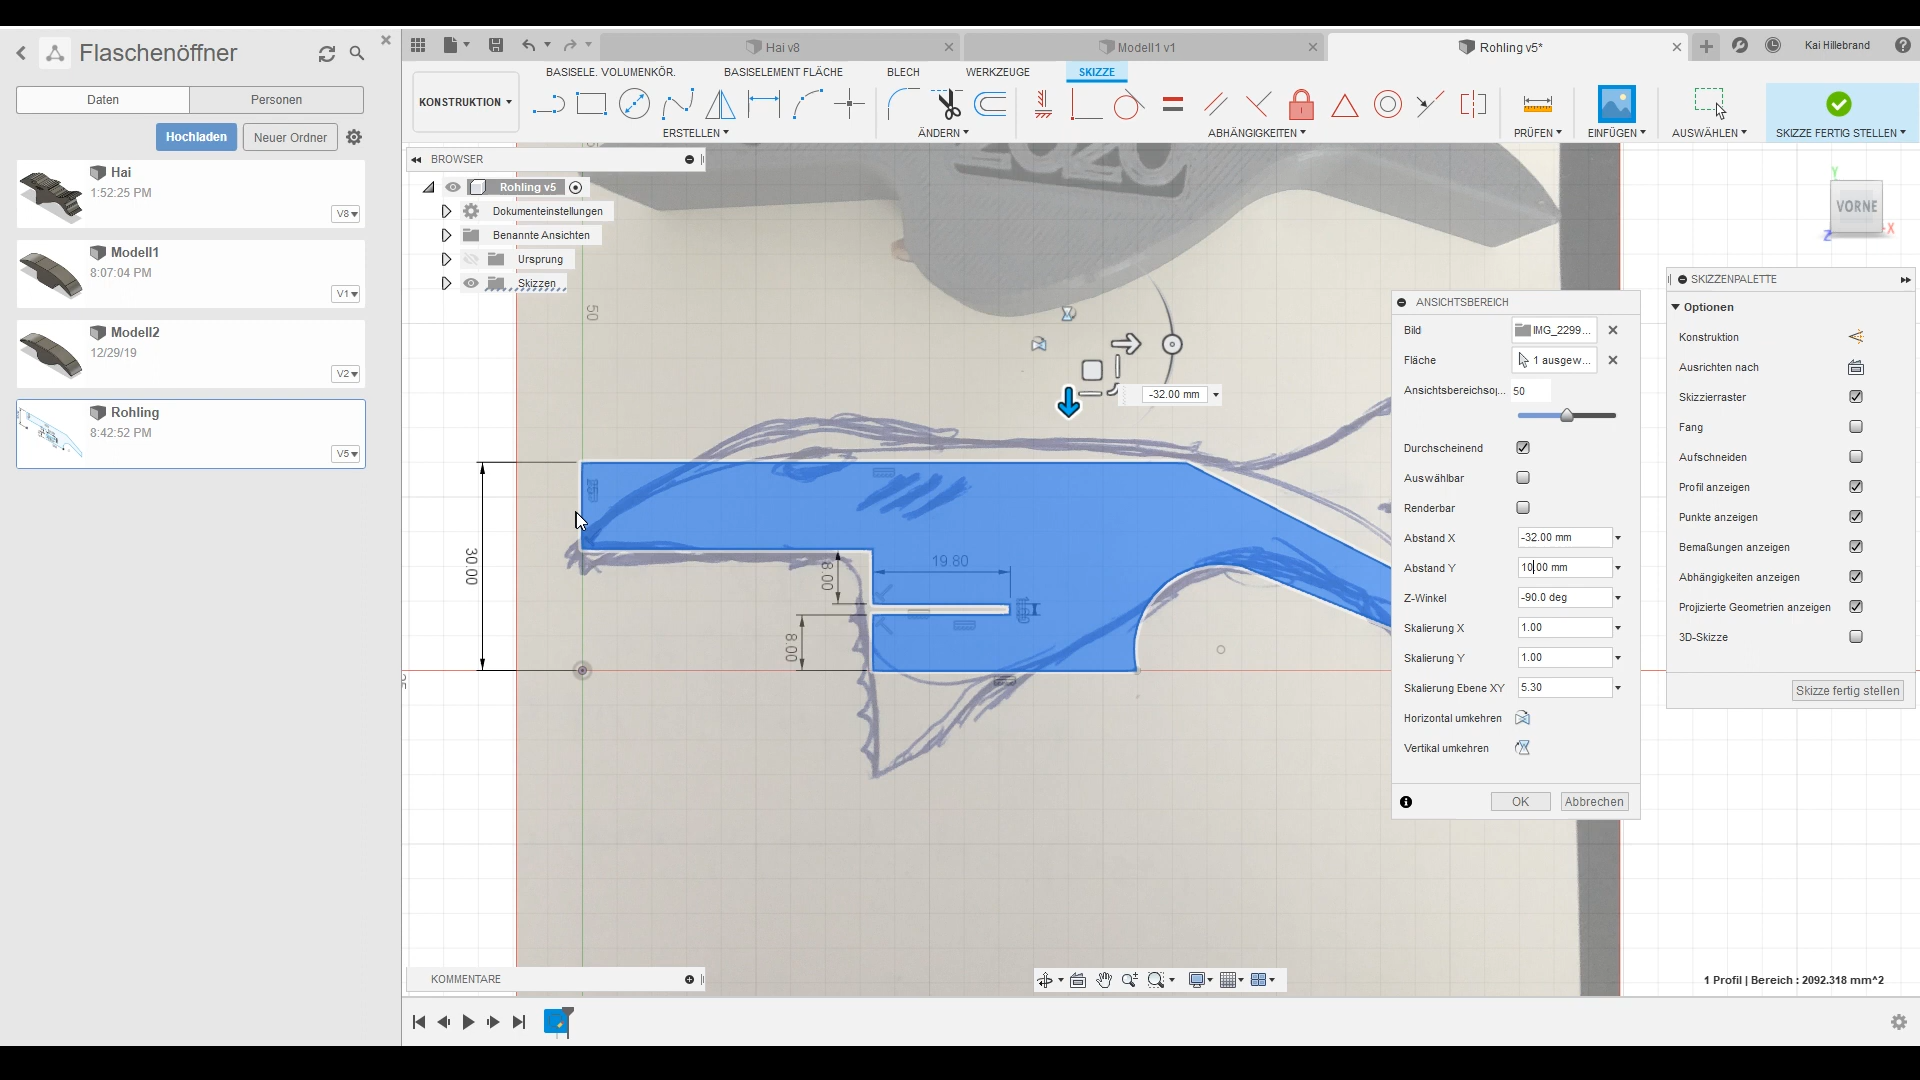 Flaschenöffner
Daten
Personen
Hochladen
Neuer Ordner
Hai
1:52:25 PM
V8
Modell1
8:07:04 PM
V1
Modell2
12/29/19
V2
Rohling
8:42:52 PM
V5
Hai v8
Modell1 v1
Rohling v5*
Kai Hillebrand
KONSTRUKTION
BASISELE. VOLUMENKÖR.
BASISELEMENT FLÄCHE
BLECH
WERKZEUGE
SKIZZE
ERSTELLEN
ÄNDERN
ABHÄNGIGKEITEN
PRÜFEN
EINFÜGEN
AUSWÄHLEN
SKIZZE FERTIG STELLEN
BROWSER
Rohling v5
Dokumenteinstellungen
Benannte Ansichten
Ursprung
Skizzen
2020
50
30.00
8.00
19.80
8.00
-32.00 mm
VORNE
Y
X
Z
ANSICHTSBEREICH
Bild
IMG_2299...
Fläche
1 ausgew...
Ansichtsbereichsop...
50
Durchscheinend
Auswählbar
Renderbar
Abstand X
-32.00 mm
Abstand Y
10.00 mm
Z-Winkel
-90.0 deg
Skalierung X
1.00
Skalierung Y
1.00
Skalierung Ebene XY
5.30
Horizontal umkehren
Vertikal umkehren
OK
Abbrechen
SKIZZENPALETTE
Optionen
Konstruktion
Ausrichten nach
Skizzierraster
Fang
Aufschneiden
Profil anzeigen
Punkte anzeigen
Bemaßungen anzeigen
Abhängigkeiten anzeigen
Projizierte Geometrien anzeigen
3D-Skizze
Skizze fertig stellen
KOMMENTARE
1 Profil | Bereich : 2092.318 mm^2